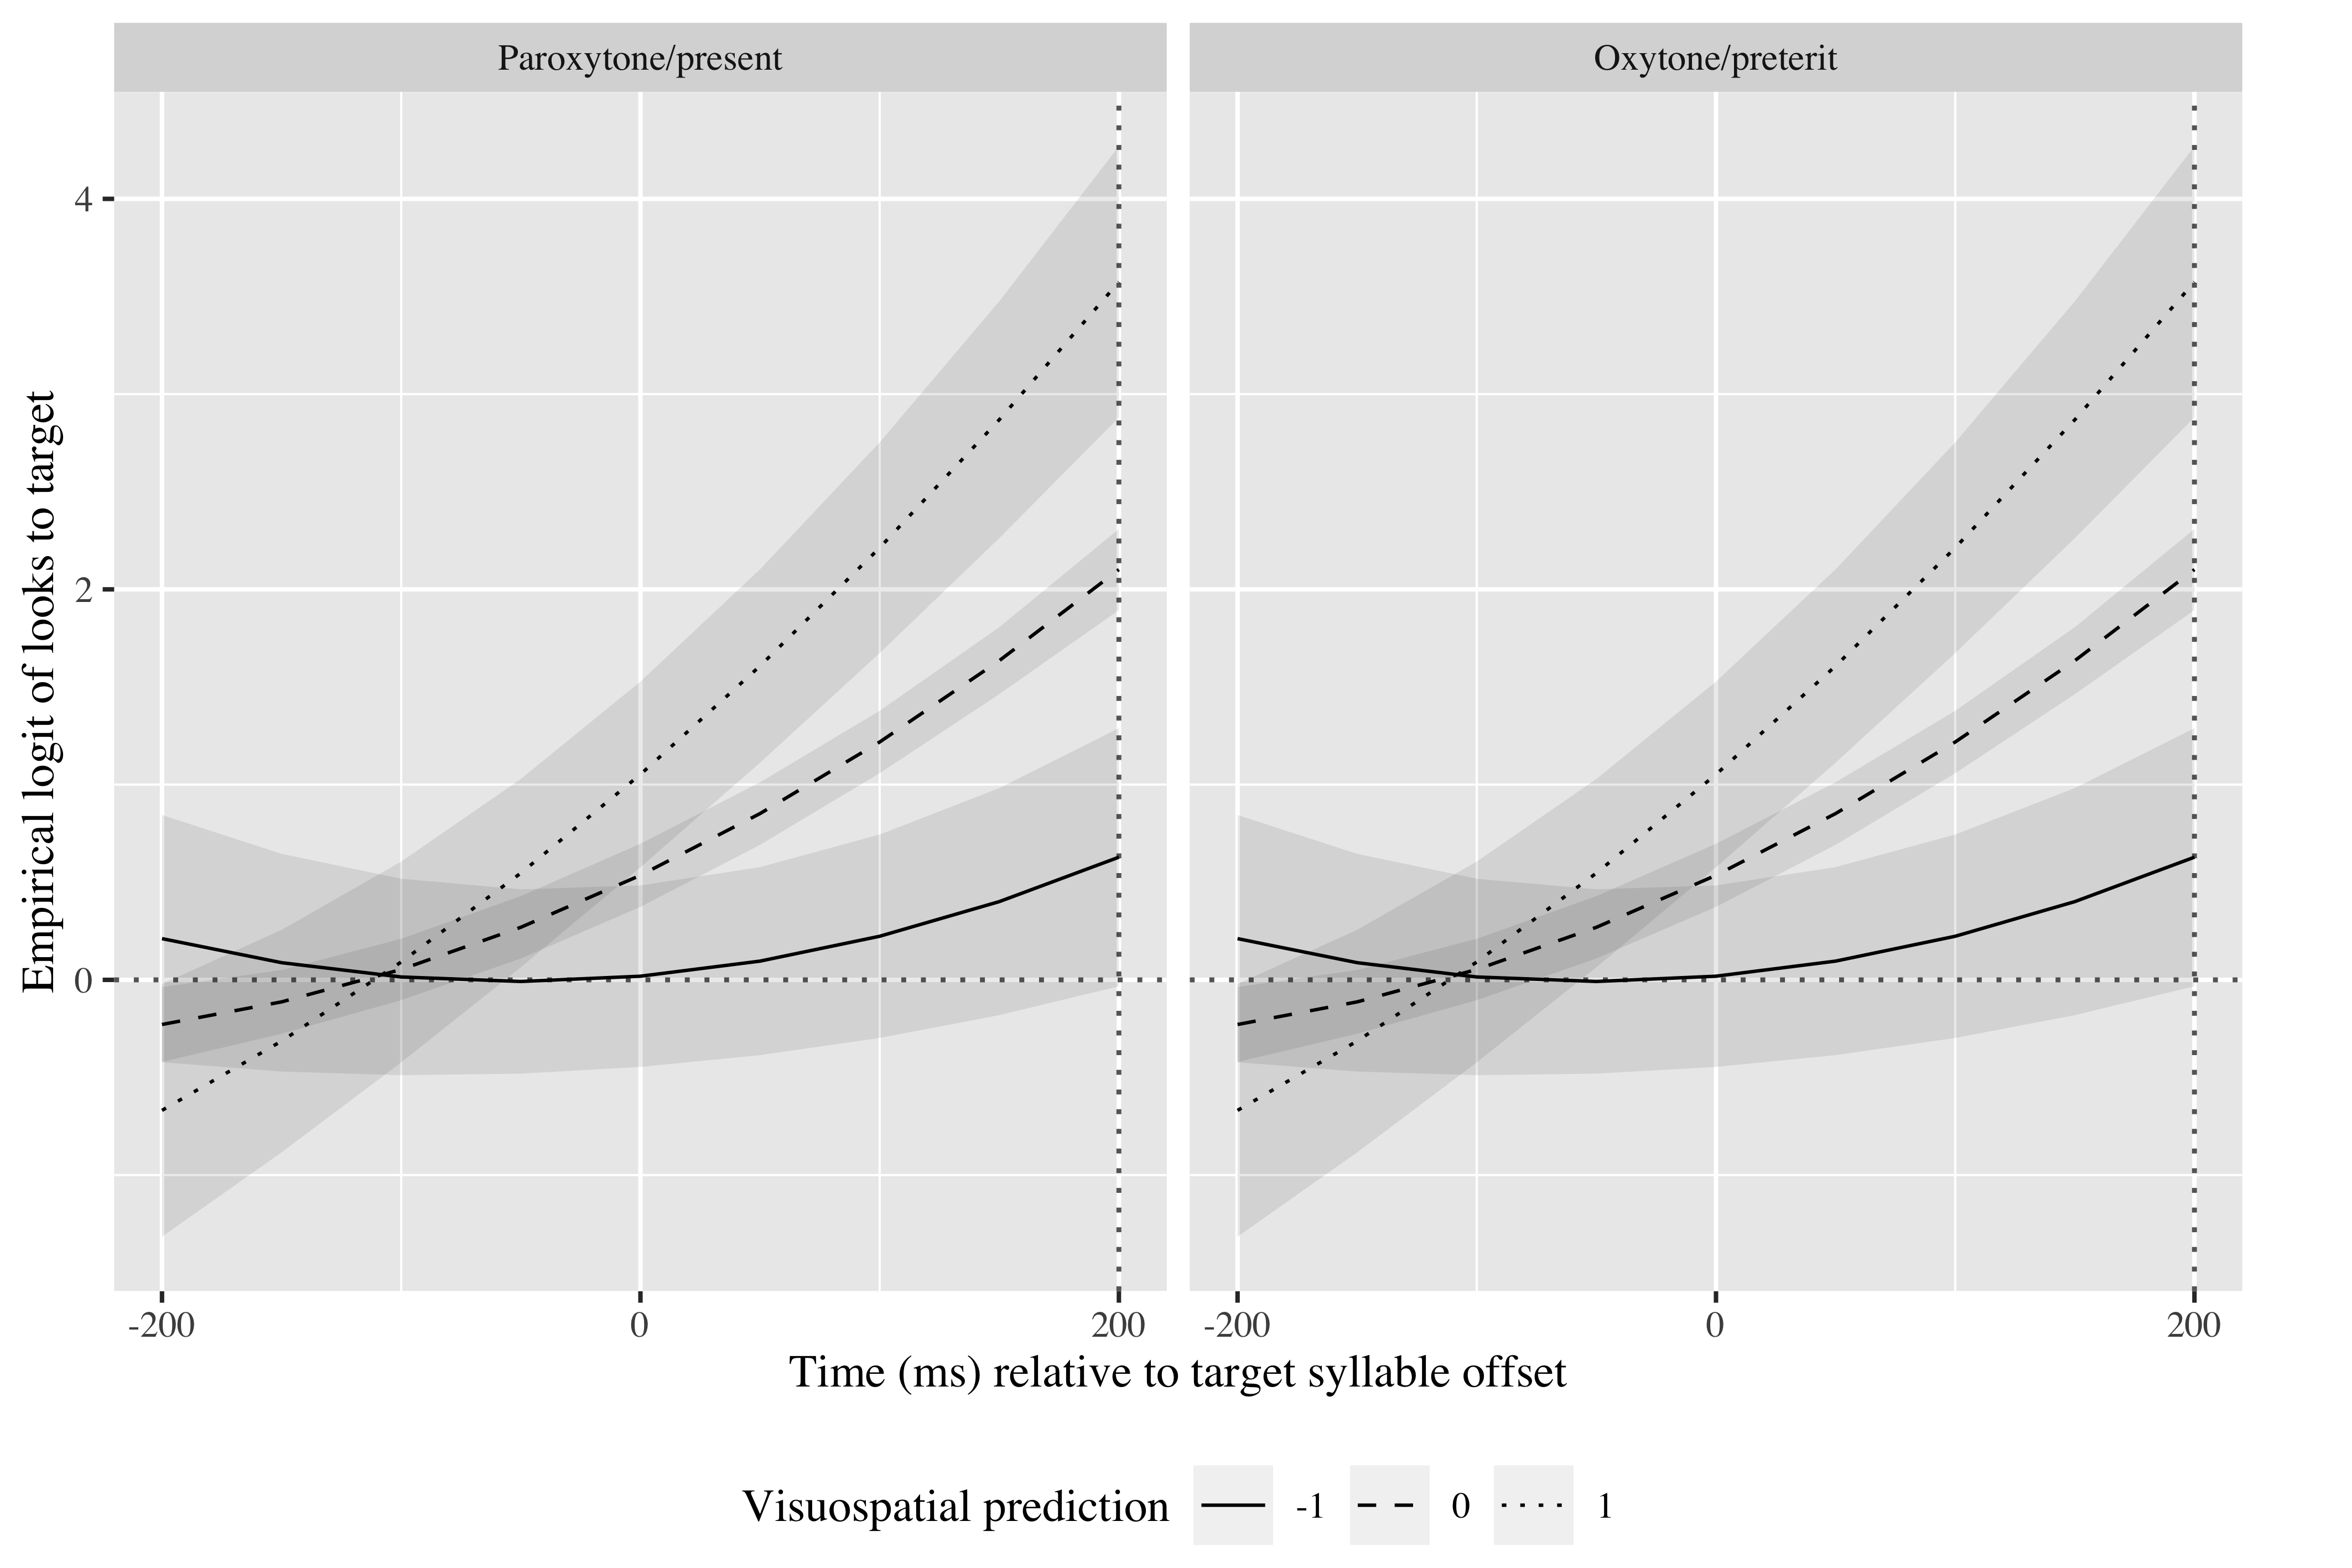 Paroxytone/present
Oxytone/preterit
Empirical logit of looks to target
4
2
0
-200 0 200 -200 0 200
Time (ms) relative to target syllable offset
Visuospatial prediction -1 0 1